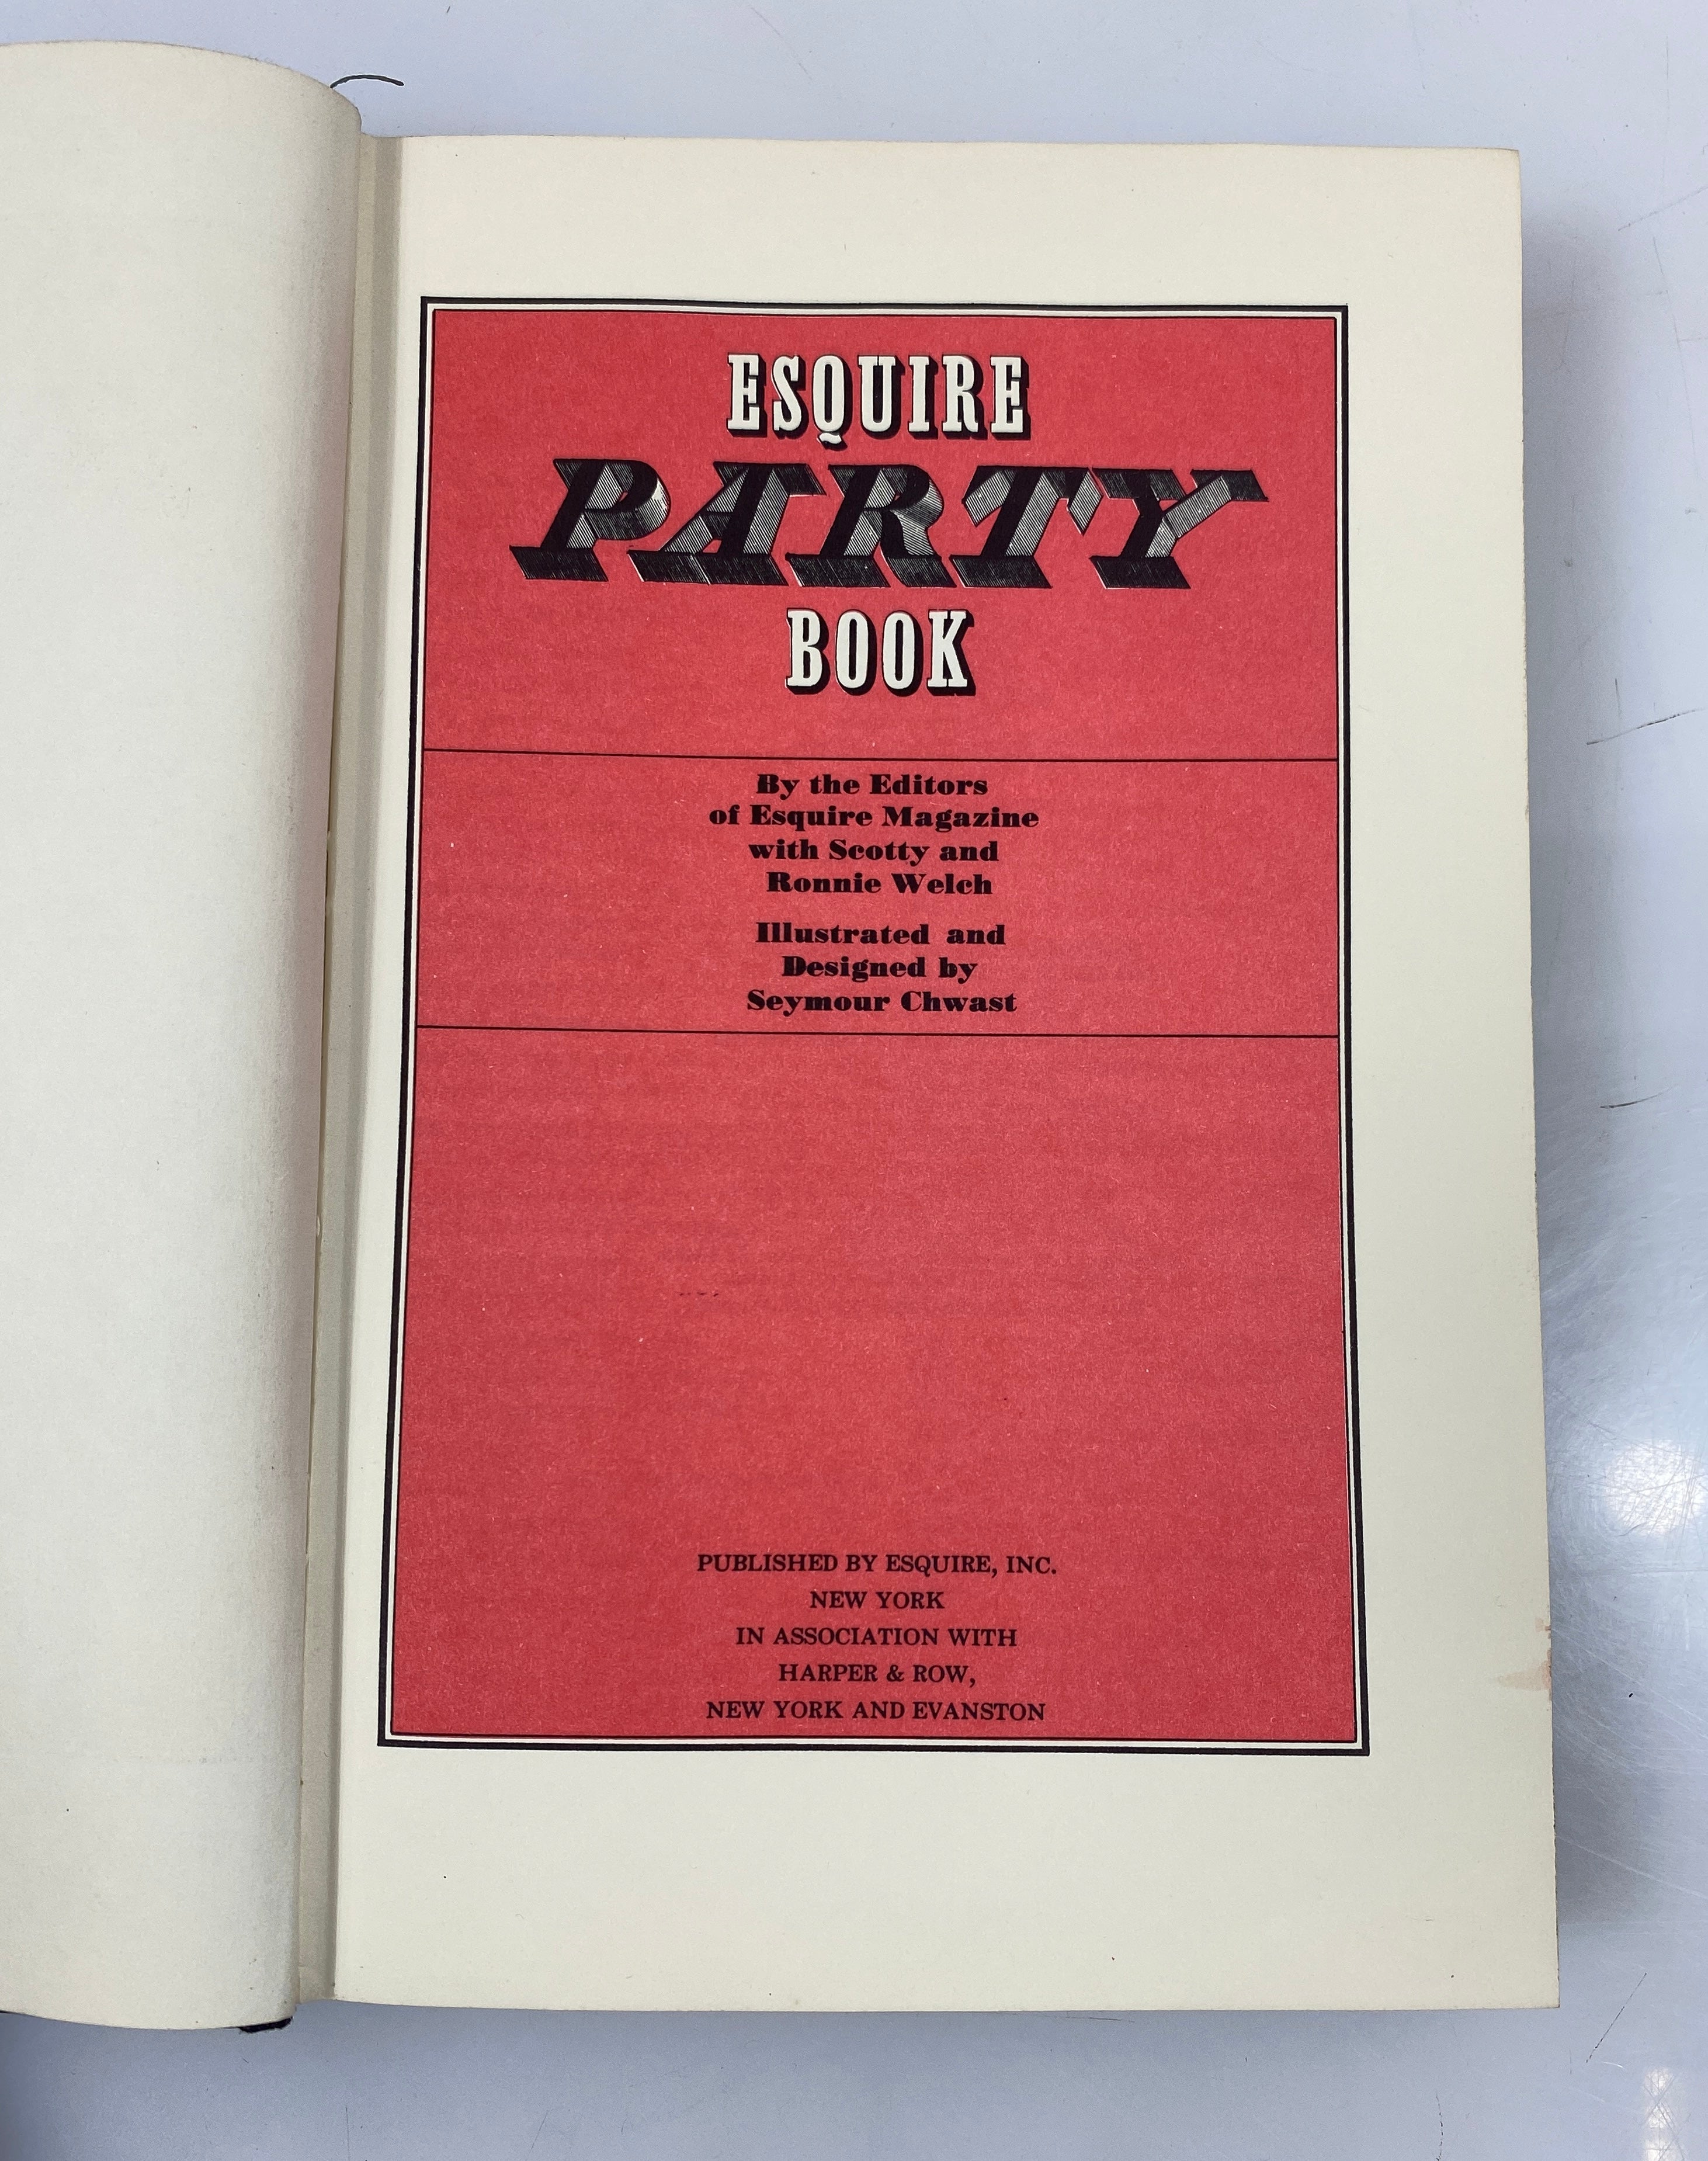 ESQUIRE
PARTY
BOOK
By the Editors
of Esquire Magazine
with Scotty and
Ronnie Welch
Illustrated and
Designed by
Seymour Chwast
PUBLISHED BY ESQUIRE, INC.
NEW YORK
IN ASSOCIATION WITH
HARPER & ROW,
NEW YORK AND EVANSTON